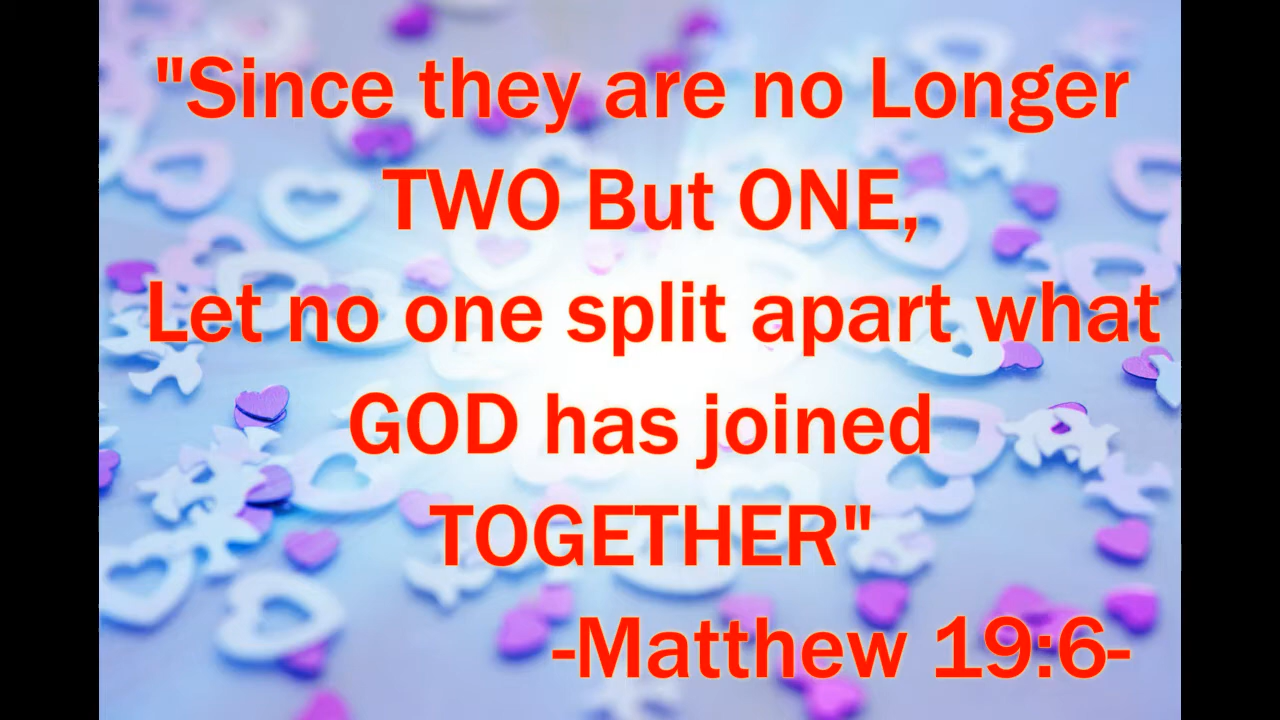 "Since they are no Longer
TWO But ONE,
Let no one split apart what
GOD has joined
TOGETHER"
-Matthew 19:6-